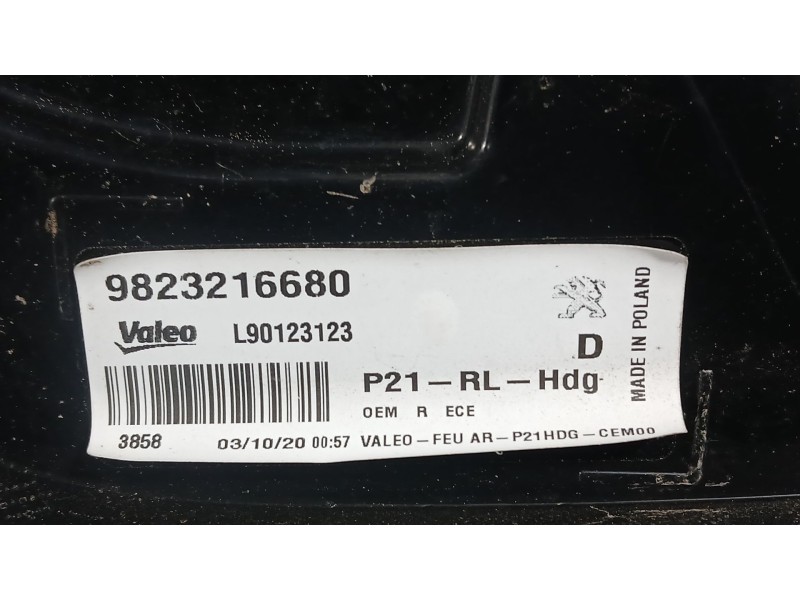 9823216680
Valeo L90123123
D
P21-RL-Hdg
OEM R ECE
3858 03/10/20 00:57 VALEO-FEU AR-P21HDG-CEM00
MADE IN POLAND